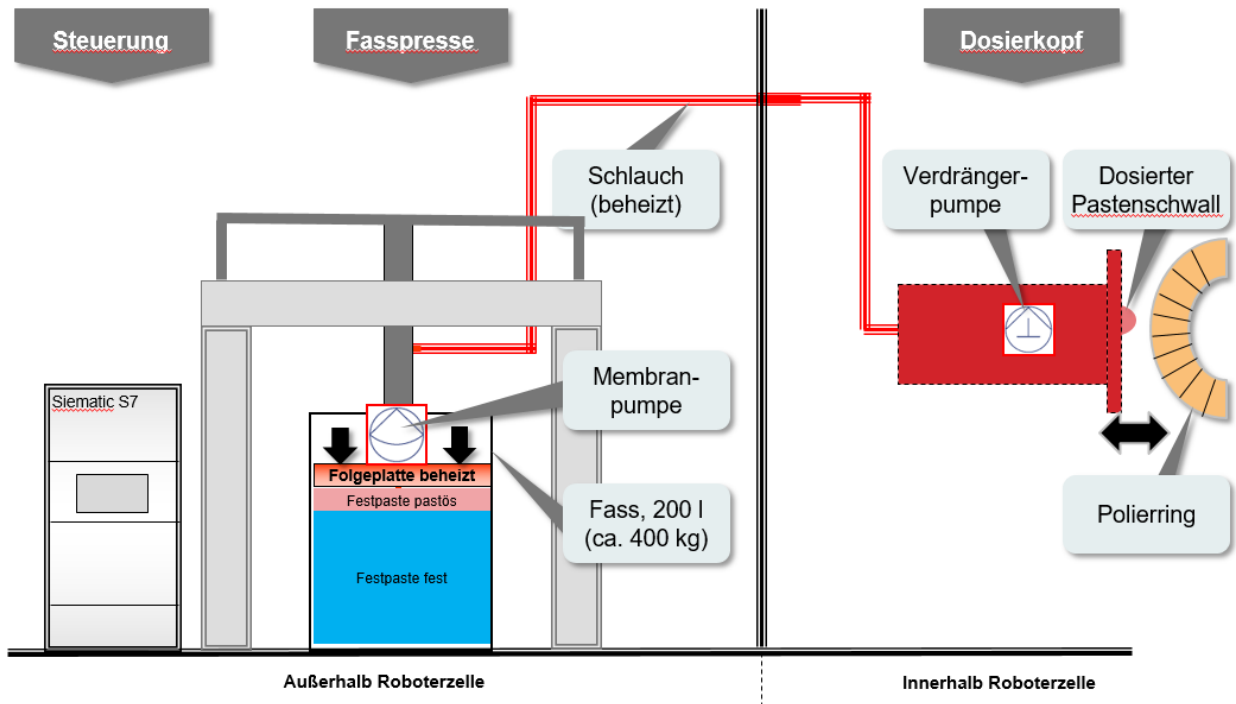 Steuerung
Fasspresse
Dosierkopf
Schlauch
(beheizt)
Verdränger-
pumpe
Dosierter
Pastenschwall
Siematic S7
Membran-
pumpe
Folgeplatte beheizt
Festpaste pastös
Fass, 200 l
(ca. 400 kg)
Polierring
Festpaste fest
Außerhalb Roboterzelle
Innerhalb Roboterzelle